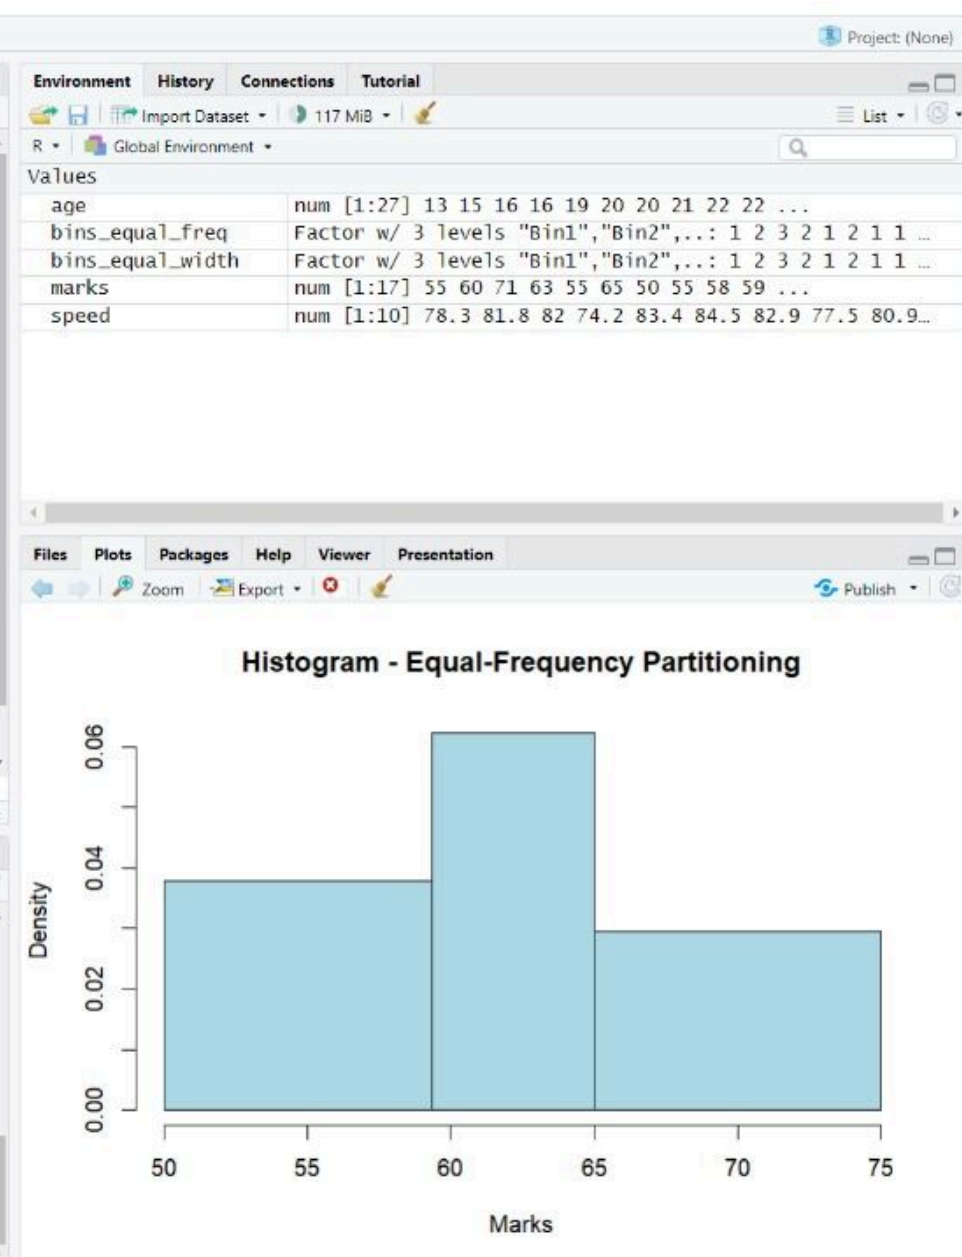 Project: (None)
Environment History Connections Tutorial
Import Dataset 117 MiB List
R Global Environment
Values
age num [1:27] 13 15 16 16 19 20 20 21 22 22 ...
bins_equal_freq Factor w/ 3 levels "Bin1","Bin2",..: 1 2 3 2 1 2 1 1 …
bins_equal_width Factor w/ 3 levels "Bin1","Bin2",..: 1 2 3 2 1 2 1 1 …
marks num [1:17] 55 60 71 63 55 65 50 55 58 59 ...
speed num [1:10] 78.3 81.8 82 74.2 83.4 84.5 82.9 77.5 80.9…
Files Plots Packages Help Viewer Presentation
Zoom Export Publish
Histogram - Equal-Frequency Partitioning
0.06
0.04
0.02
0.00
Density
50 55 60 65 70 75
Marks